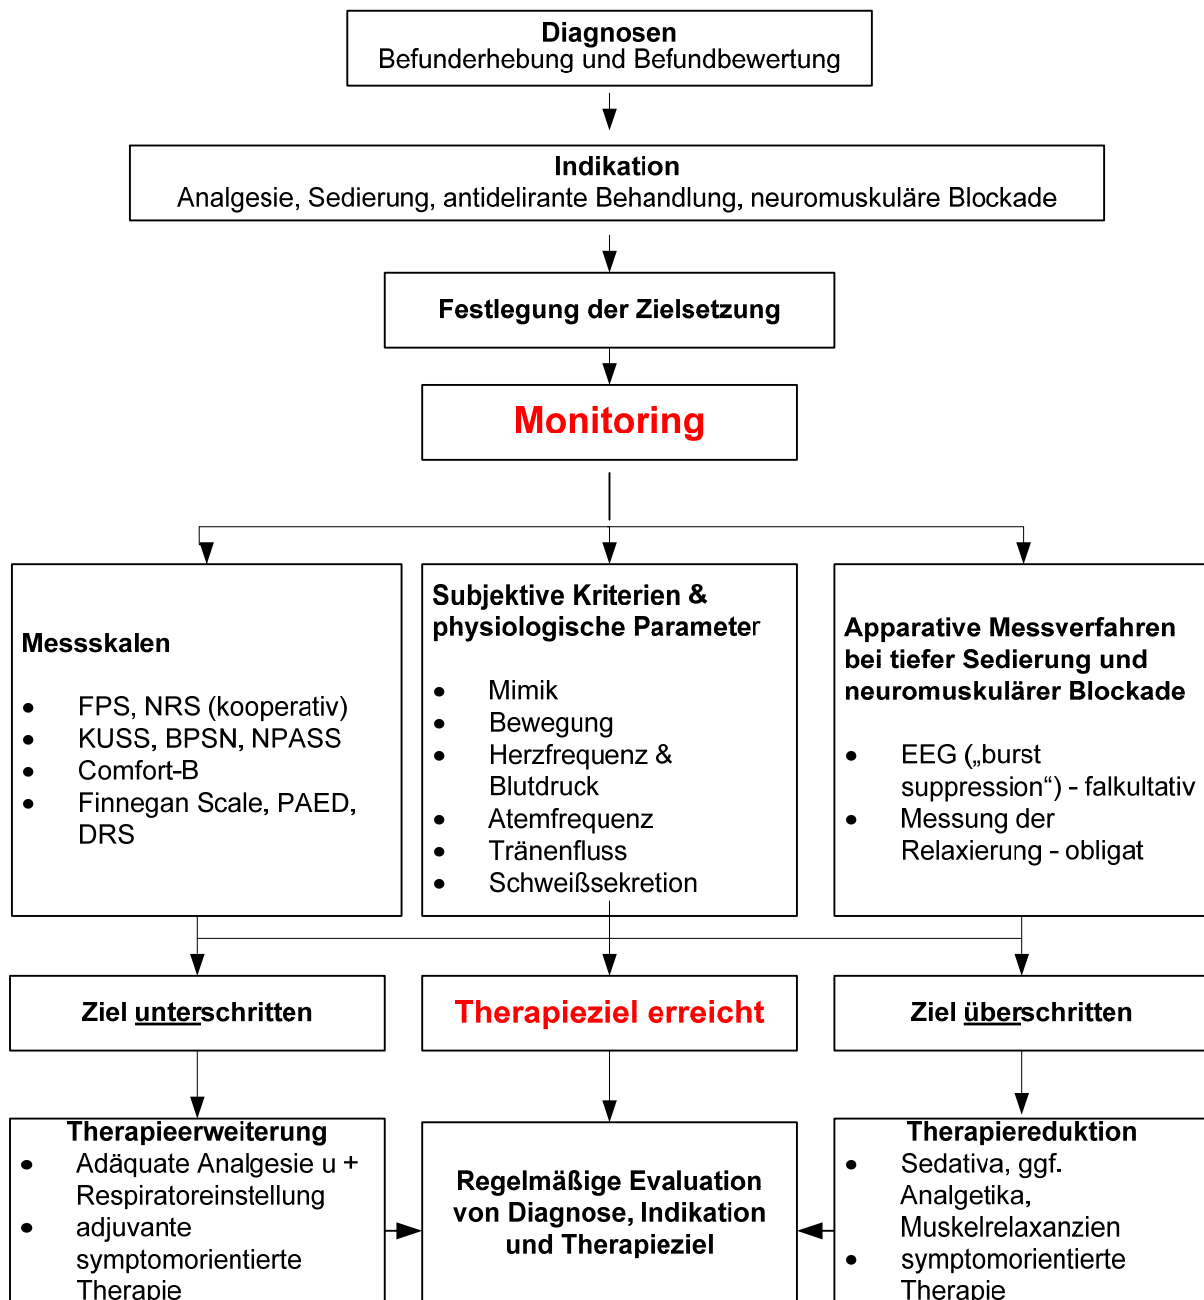 Diagnosen
Befunderhebung und Befundbewertung
Indikation
Analgesie, Sedierung, antidelirante Behandlung, neuromuskuläre Blockade
Festlegung der Zielsetzung
Monitoring
Messskalen
• FPS, NRS (kooperativ)
• KUSS, BPSN, NPASS
• Comfort-B
• Finnegan Scale, PAED,
DRS
Subjektive Kriterien &
physiologische Parameter
• Mimik
• Bewegung
• Herzfrequenz &
Blutdruck
• Atemfrequenz
• Tränenfluss
• Schweißsekretion
Apparative Messverfahren
bei tiefer Sedierung und
neuromuskulärer Blockade
• EEG („burst
suppression“) - falkultativ
• Messung der
Relaxierung - obligat
Ziel unterschritten
Therapieziel erreicht
Ziel überschritten
Therapieerweiterung
• Adäquate Analgesie u +
Respiratoreinstellung
• adjuvante
symptomorientierte
Therapie
Regelmäßige Evaluation
von Diagnose, Indikation
und Therapieziel
Therapiereduktion
• Sedativa, ggf.
Analgetika,
Muskelrelaxanzien
• symptomorientierte
Therapie